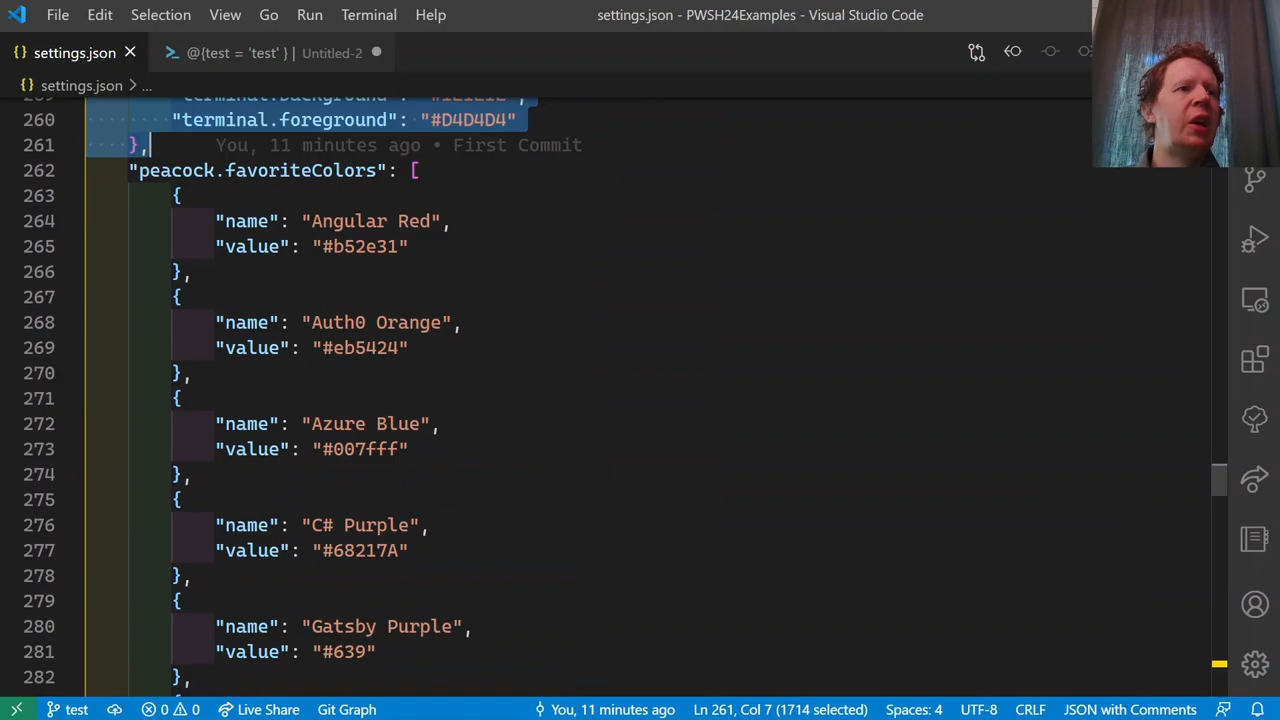 File Edit Selection View Go Run Terminal Help settings.json - PWSH24Examples - Visual Studio Code
{} settings.json × @{test = 'test' } | Untitled-2 ●
{} settings.json > ...
260 "terminal.foreground": "#D4D4D4"
261 }, You, 11 minutes ago • First Commit
262 "peacock.favoriteColors": [
263 {
264 "name": "Angular Red",
265 "value": "#b52e31"
266 },
267 {
268 "name": "Auth0 Orange",
269 "value": "#eb5424"
270 },
271 {
272 "name": "Azure Blue",
273 "value": "#007fff"
274 },
275 {
276 "name": "C# Purple",
277 "value": "#68217A"
278 },
279 {
280 "name": "Gatsby Purple",
281 "value": "#639"
282 },
test 0 0 Live Share Git Graph You, 11 minutes ago Ln 261, Col 7 (1714 selected) Spaces: 4 UTF-8 CRLF JSON with Comments